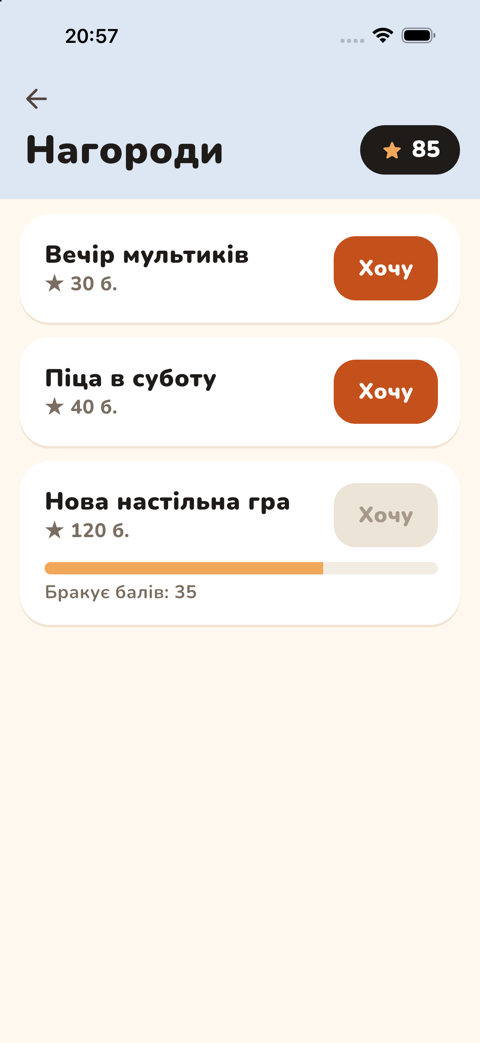 20:57
Нагороди
85
Вечір мультиків
★ 30 б.
Хочу
Піца в суботу
★ 40 б.
Хочу
Нова настільна гра
★ 120 б.
Хочу
Бракує балів: 35